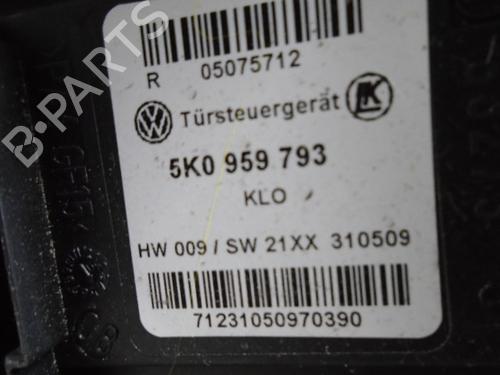 R 05075712
Türsteuergerät
5K0 959 793
KLO
HW 009 / SW 21XX 310509
71231050970390
B-PARTS